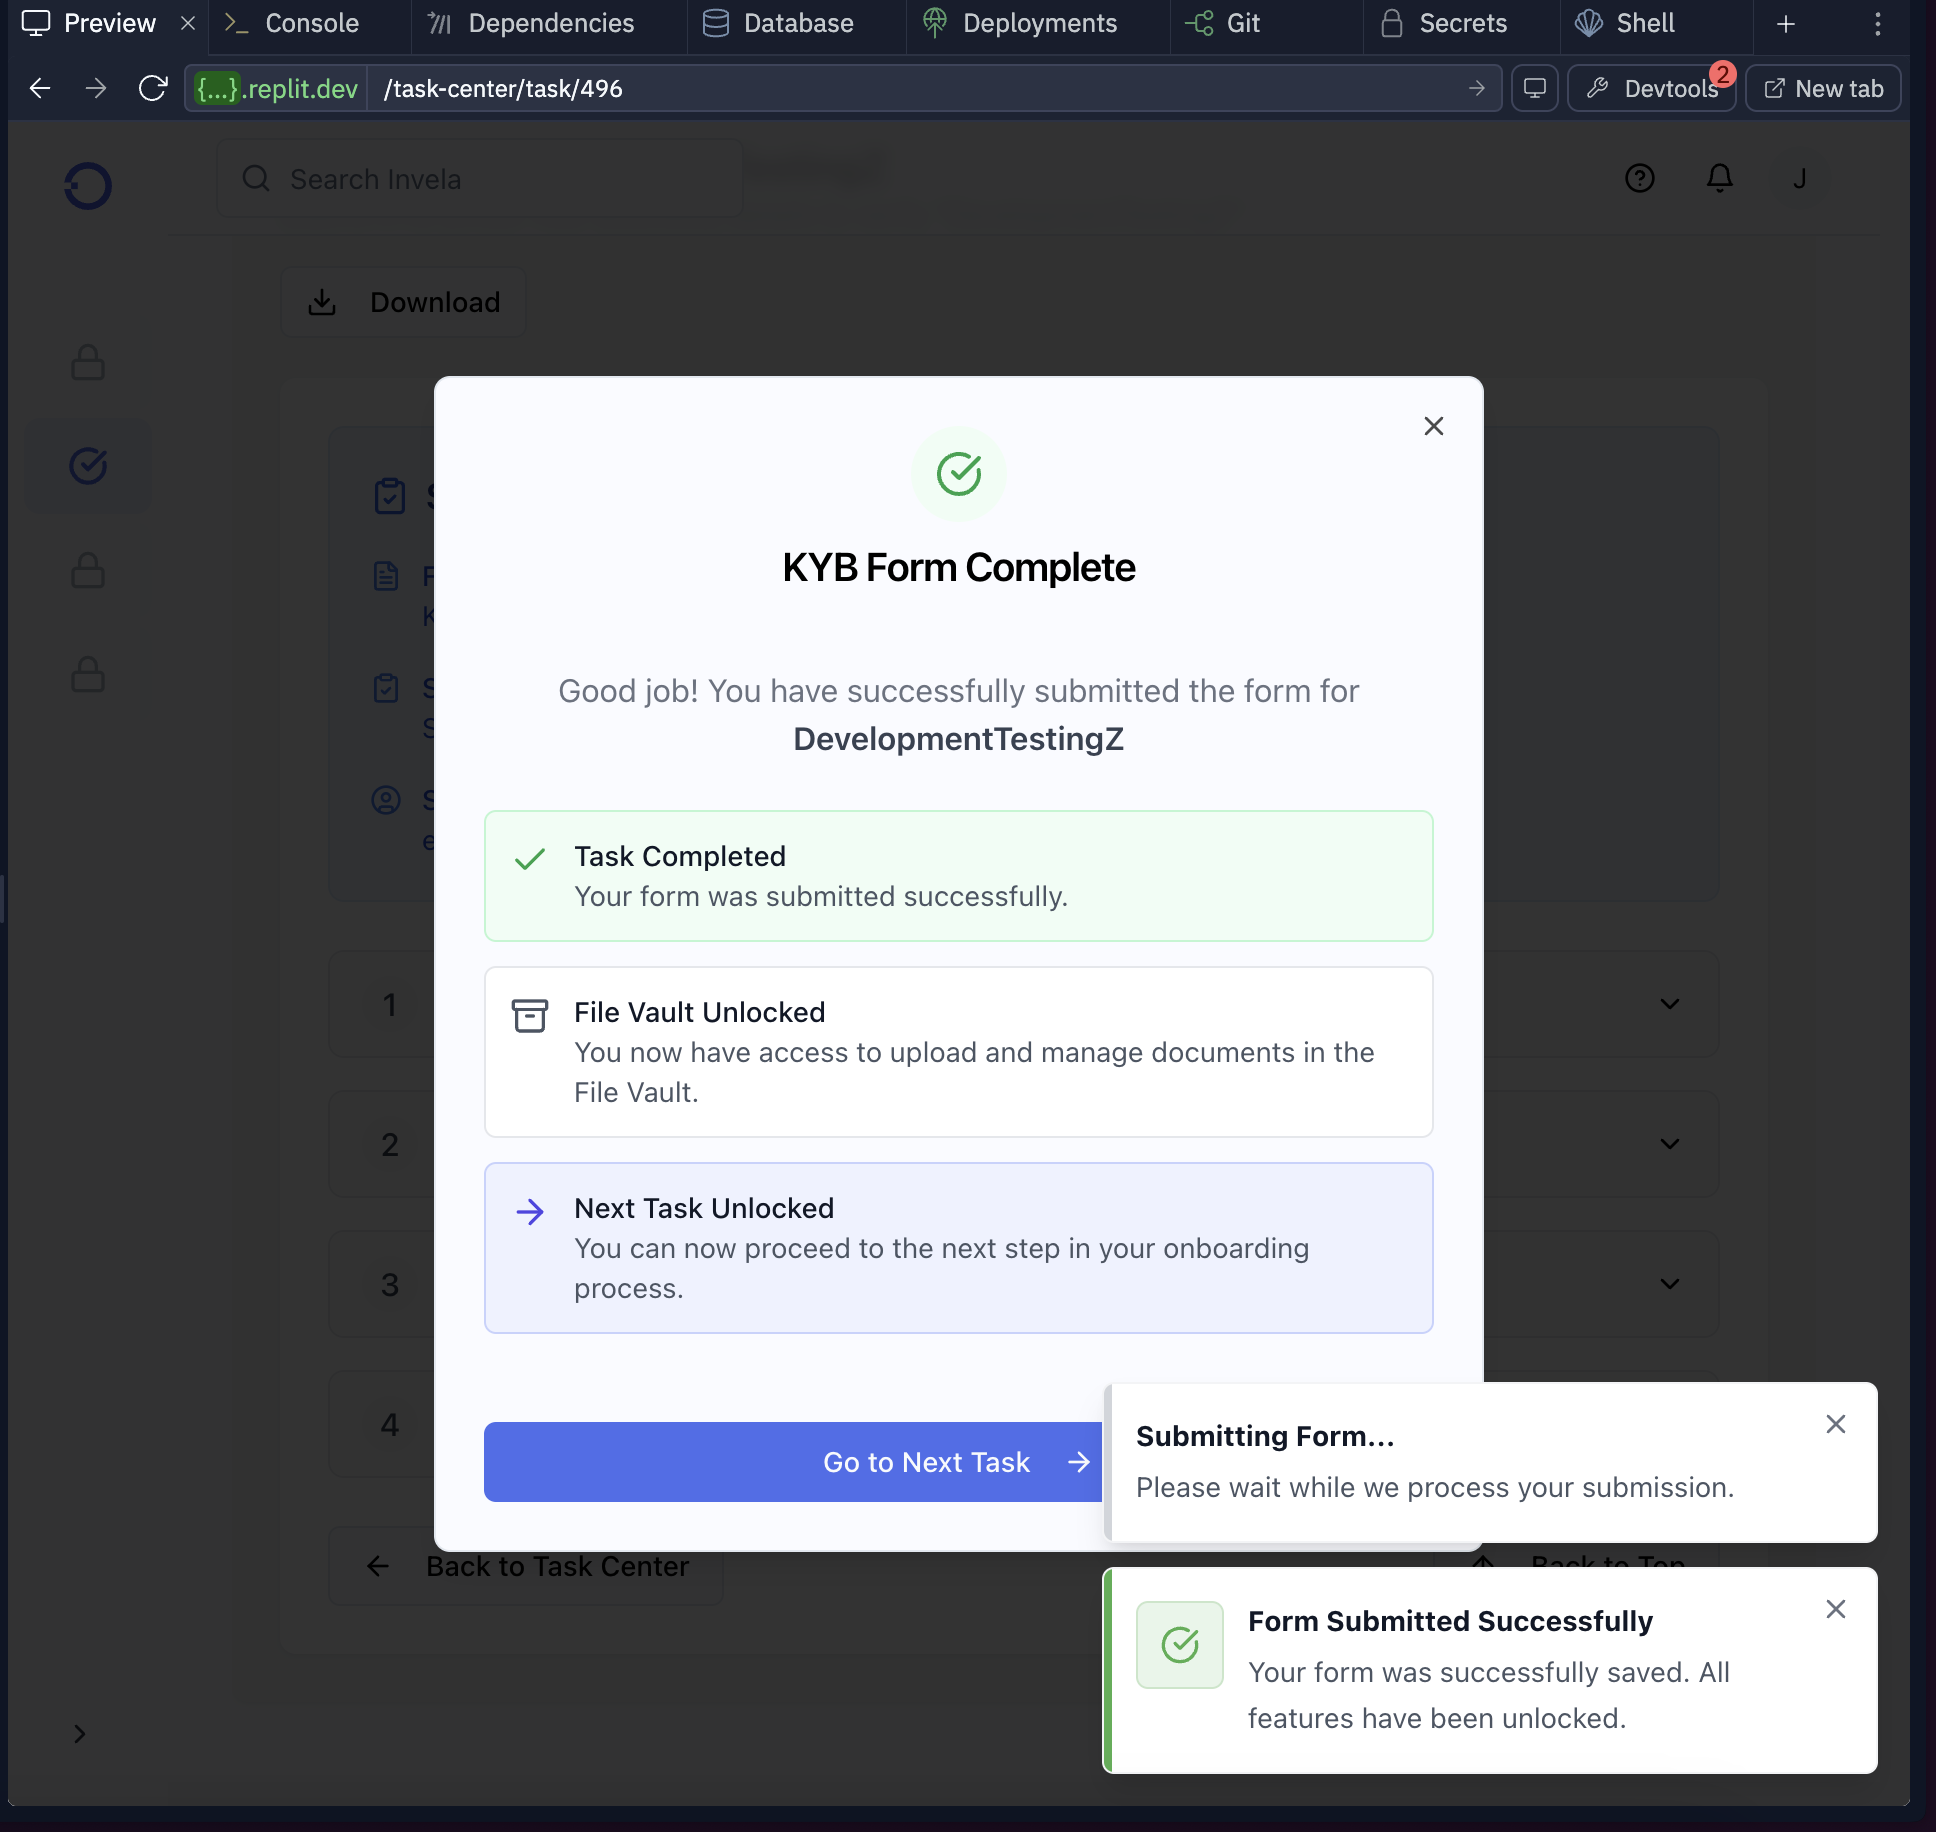 Preview
Console
Dependencies
Database
Deployments
Git
Secrets
Shell
{...}.replit.dev
/task-center/task/496
Devtools
2
New tab
Search Invela
J
Download
KYB Form Complete
Good job! You have successfully submitted the form for
DevelopmentTestingZ
Task Completed
Your form was submitted successfully.
File Vault Unlocked
You now have access to upload and manage documents in the
File Vault.
Next Task Unlocked
You can now proceed to the next step in your onboarding
process.
1
2
3
4
Go to Next Task
Submitting Form...
Please wait while we process your submission.
Back to Task Center
Back to Top
Form Submitted Successfully
Your form was successfully saved. All
features have been unlocked.